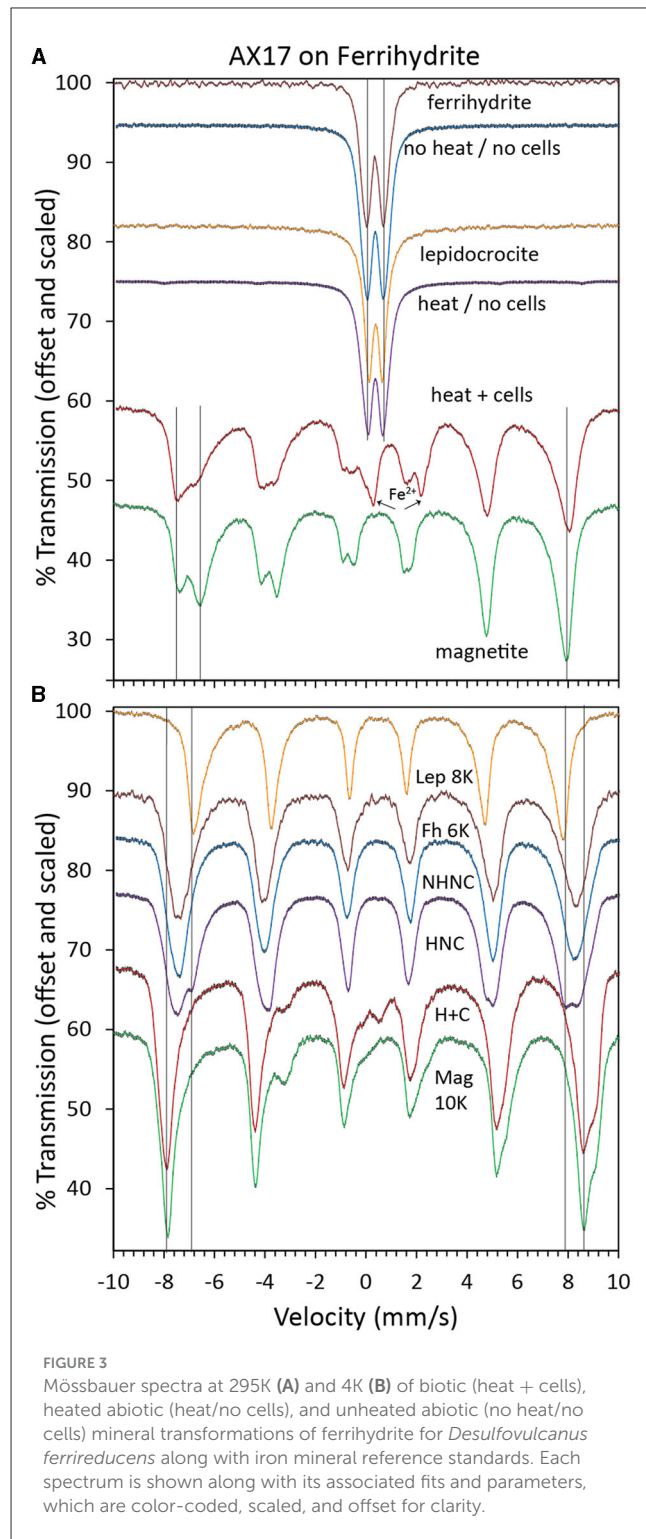 AX17 on Ferrihydrite
A
100
90
80
70
60
50
40
30
% Transmission (offset and scaled)
ferrihydrite
no heat / no cells
lepidocrocite
heat / no cells
heat + cells
Fe²⁺
magnetite
B
100
90
80
70
60
50
40
% Transmission (offset and scaled)
Lep 8K
Fh 6K
NHNC
HNC
H+C
Mag
10K
-10 -8 -6 -4 -2 0 2 4 6 8 10
Velocity (mm/s)
FIGURE 3
Mössbauer spectra at 295K (A) and 4K (B) of biotic (heat + cells),
heated abiotic (heat/no cells), and unheated abiotic (no heat/no
cells) mineral transformations of ferrihydrite for Desulfovulcanus
ferrireducens along with iron mineral reference standards. Each
spectrum is shown along with its associated fits and parameters,
which are color-coded, scaled, and offset for clarity.